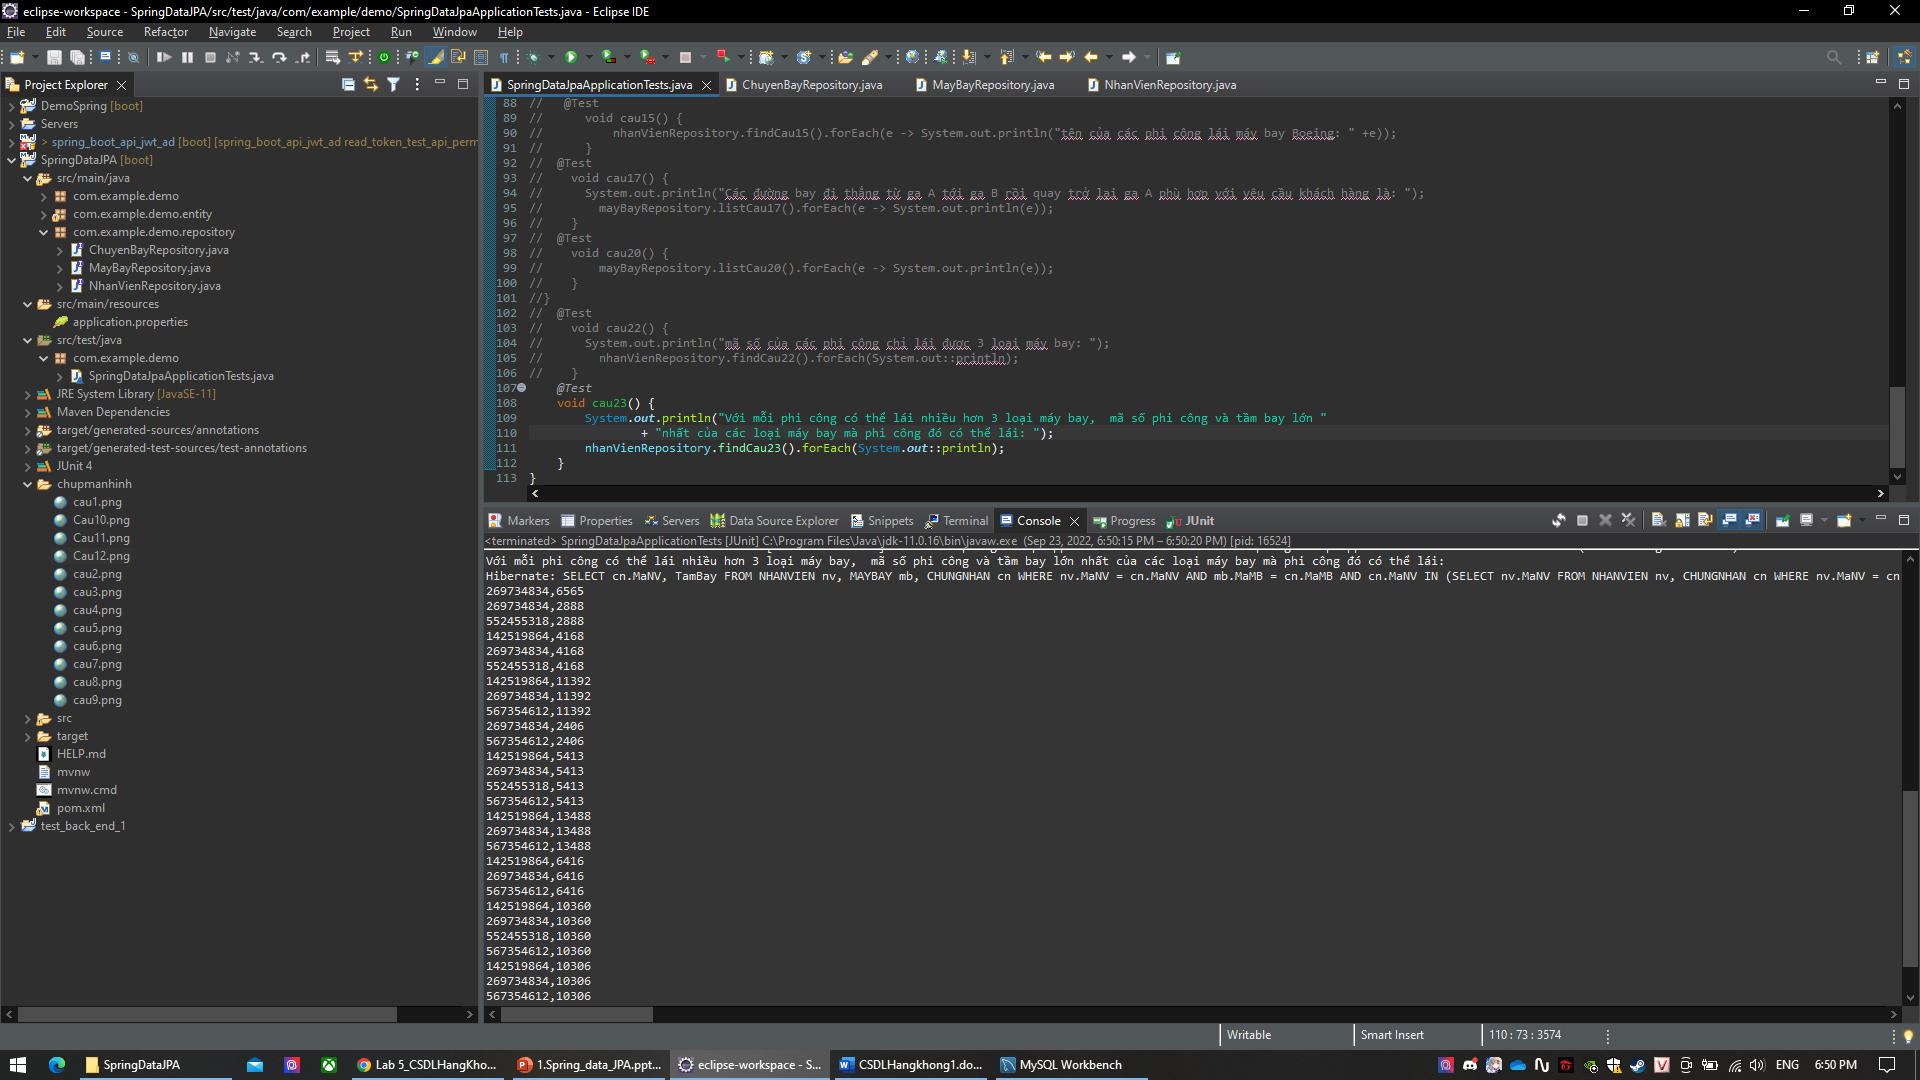 eclipse-workspace - SpringDataJPA/src/test/java/com/example/demo/SpringDataJpaApplicationTests.java - Eclipse IDE
File Edit Source Refactor Navigate Search Project Run Window Help
Project Explorer
DemoSpring [boot]
Servers
> spring_boot_api_jwt_ad [boot] [spring_boot_api_jwt_ad read_token_test_api_perm
SpringDataJPA [boot]
src/main/java
com.example.demo
com.example.demo.entity
com.example.demo.repository
ChuyenBayRepository.java
MayBayRepository.java
NhanVienRepository.java
src/main/resources
application.properties
src/test/java
com.example.demo
SpringDataJpaApplicationTests.java
JRE System Library [JavaSE-11]
Maven Dependencies
target/generated-sources/annotations
target/generated-test-sources/test-annotations
JUnit 4
chupmanhinh
cau1.png
Cau10.png
Cau11.png
Cau12.png
cau2.png
cau3.png
cau4.png
cau5.png
cau6.png
cau7.png
cau8.png
cau9.png
src
target
HELP.md
mvnw
mvnw.cmd
pom.xml
test_back_end_1
SpringDataJpaApplicationTests.java ChuyenBayRepository.java MayBayRepository.java NhanVienRepository.java
88 // @Test
89 // void cau15() {
90 // nhanVienRepository.findCau15().forEach(e -> System.out.println("tên của các phi công lái máy bay Boeing: " +e));
91 // }
92 // @Test
93 // void cau17() {
94 // System.out.println("Các đường bay đi thẳng từ ga A tới ga B rồi quay trở lại ga A phù hợp với yêu cầu khách hàng là: ");
95 // mayBayRepository.listCau17().forEach(e -> System.out.println(e));
96 // }
97 // @Test
98 // void cau20() {
99 // mayBayRepository.listCau20().forEach(e -> System.out.println(e));
100 // }
101 //}
102 // @Test
103 // void cau22() {
104 // System.out.println("mã số của các phi công chỉ lái được 3 loại máy bay: ");
105 // nhanVienRepository.findCau22().forEach(System.out::println);
106 // }
107 @Test
108 void cau23() {
109 System.out.println("Với mỗi phi công có thể lái nhiều hơn 3 loại máy bay,  mã số phi công và tầm bay lớn "
110 + "nhất của các loại máy bay mà phi công đó có thể lái: ");
111 nhanVienRepository.findCau23().forEach(System.out::println);
112 }
113 }
Markers Properties Servers Data Source Explorer Snippets Terminal Console Progress JUnit
<terminated> SpringDataJpaApplicationTests [JUnit] C:\Program Files\Java\jdk-11.0.16\bin\javaw.exe (Sep 23, 2022, 6:50:15 PM – 6:50:20 PM) [pid: 16524]
Với mỗi phi công có thể lái nhiều hơn 3 loại máy bay,  mã số phi công và tầm bay lớn nhất của các loại máy bay mà phi công đó có thể lái:
Hibernate: SELECT cn.MaNV, TamBay FROM NHANVIEN nv, MAYBAY mb, CHUNGNHAN cn WHERE nv.MaNV = cn.MaNV AND mb.MaMB = cn.MaMB AND cn.MaNV IN (SELECT nv.MaNV FROM NHANVIEN nv, CHUNGNHAN cn WHERE nv.MaNV = cn
269734834,6565
269734834,2888
552455318,2888
142519864,4168
269734834,4168
552455318,4168
142519864,11392
269734834,11392
567354612,11392
269734834,2406
567354612,2406
142519864,5413
269734834,5413
552455318,5413
567354612,5413
142519864,13488
269734834,13488
567354612,13488
142519864,6416
269734834,6416
567354612,6416
142519864,10360
269734834,10360
552455318,10360
567354612,10360
142519864,10306
269734834,10306
567354612,10306
Writable Smart Insert 110 : 73 : 3574
SpringDataJPA Lab 5_CSDLHangKho... 1.Spring_data_JPA.ppt... eclipse-workspace - S... CSDLHangkhong1.do... MySQL Workbench ENG 6:50 PM